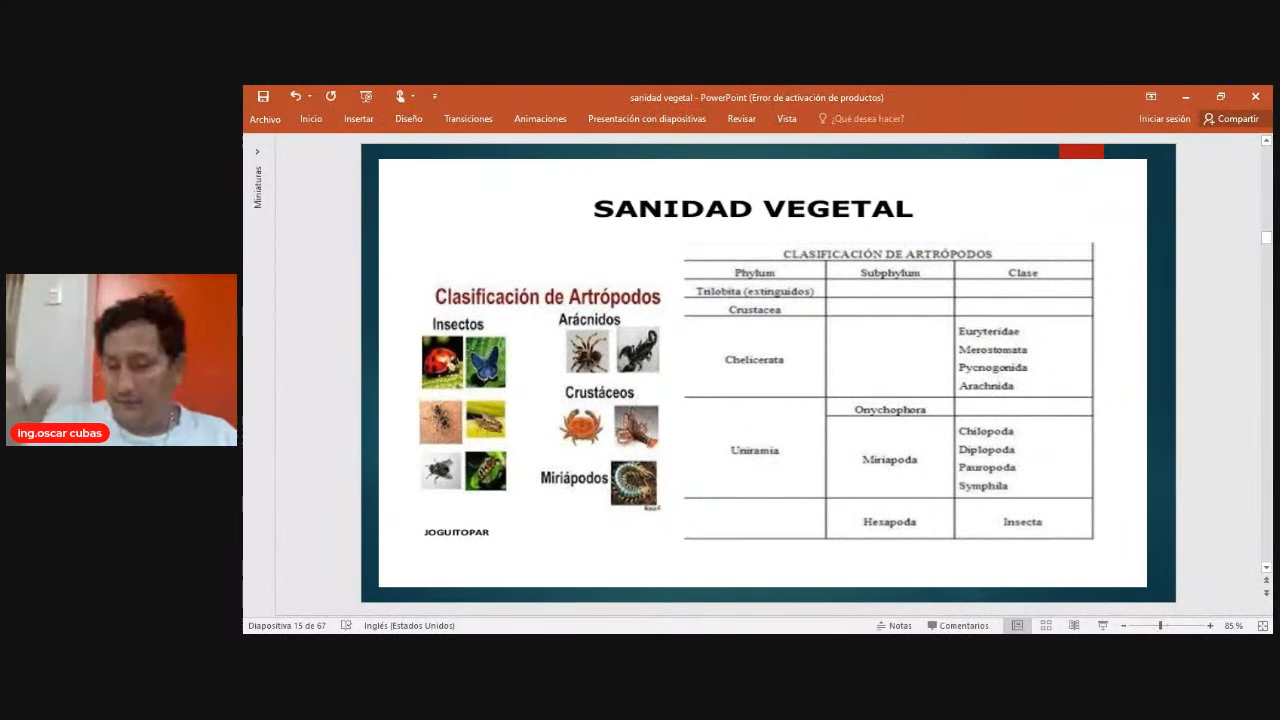 sanidad vegetal - PowerPoint (Error de activación de productos)
Archivo Inicio Insertar Diseño Transiciones Animaciones Presentación con diapositivas Revisar Vista ¿Qué desea hacer? Iniciar sesión Compartir
Miniaturas
SANIDAD VEGETAL
Clasificación de Artrópodos
Insectos
Arácnidos
Crustáceos
Miriápodos
JOGUITOPAR
CLASIFICACIÓN DE ARTRÓPODOS
Phylum Subphylum Clase
Trilobita (extinguidos)
Crustacea
Chelicerata
Euryteridae
Merostomata
Pycnogonida
Arachnida
Uniramia
Onychophora
Miriapoda
Chilopoda
Diplopoda
Pauropoda
Symphila
Hexapoda Insecta
ing.oscar cubas
Diapositiva 15 de 67 Inglés (Estados Unidos) Notas Comentarios 85 %